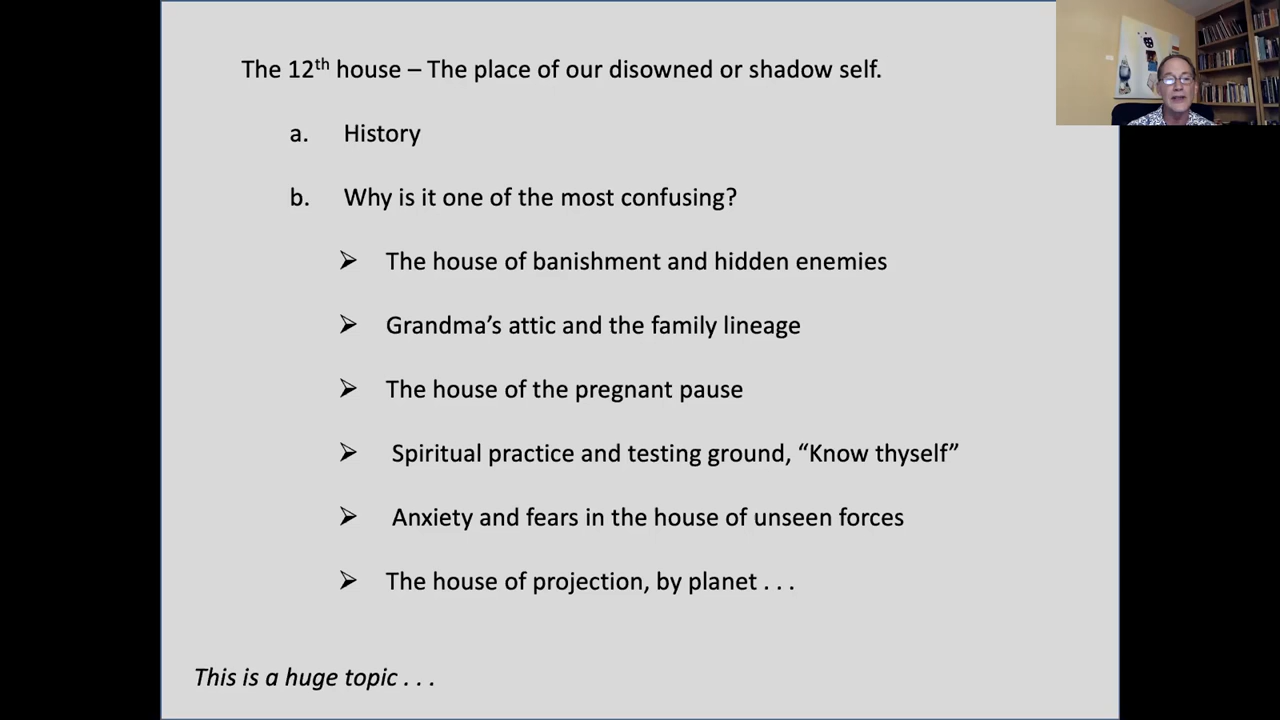 The 12th house – The place of our disowned or shadow self.
a. History
b. Why is it one of the most confusing?
➢ The house of banishment and hidden enemies
➢ Grandma’s attic and the family lineage
➢ The house of the pregnant pause
➢ Spiritual practice and testing ground, “Know thyself”
➢ Anxiety and fears in the house of unseen forces
➢ The house of projection, by planet . . .
This is a huge topic . . .